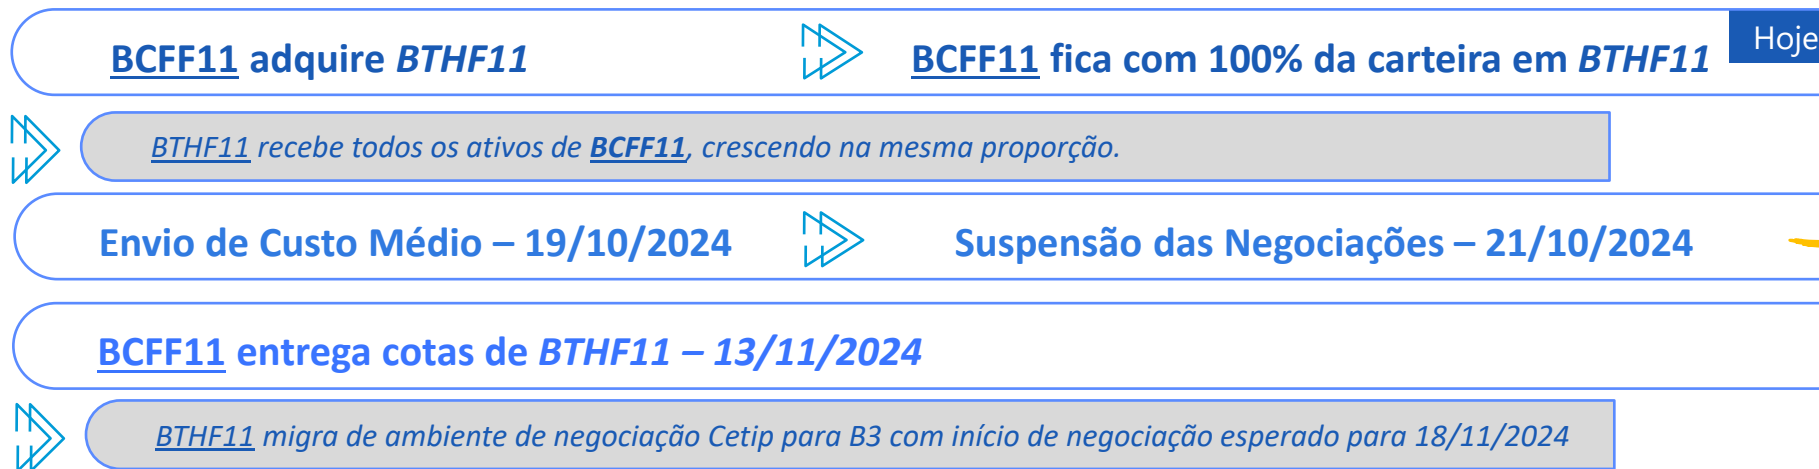 BCFF11 adquire BTHF11
BCFF11 fica com 100% da carteira em BTHF11
Hoje
BTHF11 recebe todos os ativos de BCFF11, crescendo na mesma proporção.
Envio de Custo Médio – 19/10/2024
Suspensão das Negociações – 21/10/2024
BCFF11 entrega cotas de BTHF11 – 13/11/2024
BTHF11 migra de ambiente de negociação Cetip para B3 com início de negociação esperado para 18/11/2024